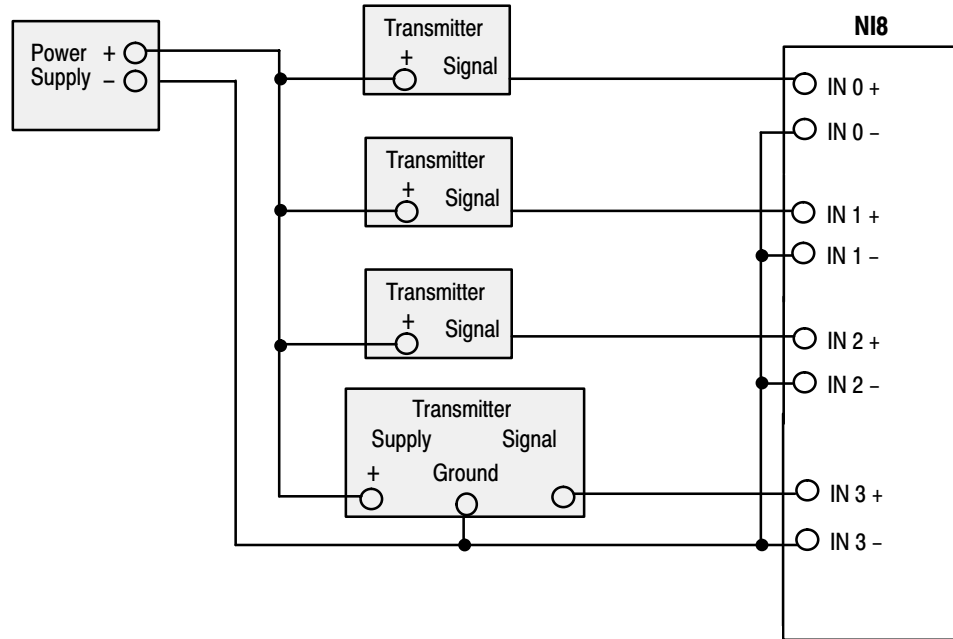 NI8
Power +
Supply –
Transmitter
+ Signal
IN 0 +
IN 0 –
Transmitter
+ Signal
IN 1 +
IN 1 –
Transmitter
+ Signal
IN 2 +
IN 2 –
Transmitter
Supply Signal
+ Ground
IN 3 +
IN 3 –